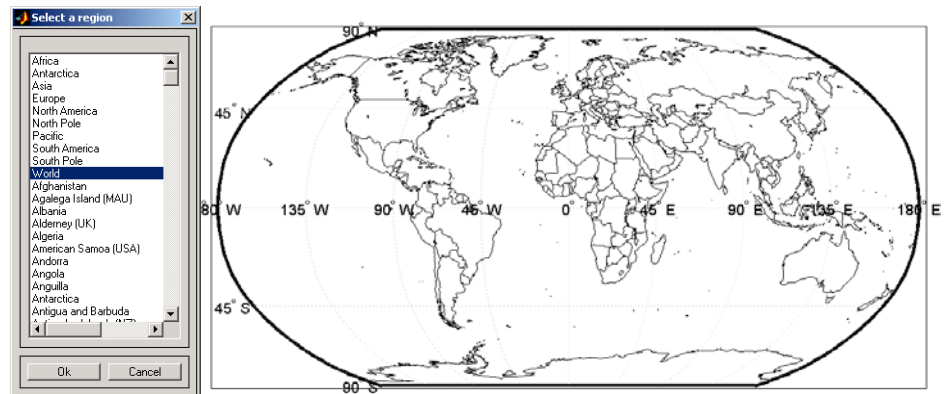 Select a region
Africa
Antarctica
Asia
Europe
North America
North Pole
Pacific
South America
South Pole
World
Afghanistan
Agalega Island (MAU)
Albania
Alderney (UK)
Algeria
American Samoa (USA)
Andorra
Angola
Anguilla
Antarctica
Antigua and Barbuda
Ok
Cancel
90° N
45° N
80° W
135° W
90° W
45° W
0°
45° E
90° E
135° E
180° E
45° S
90° S